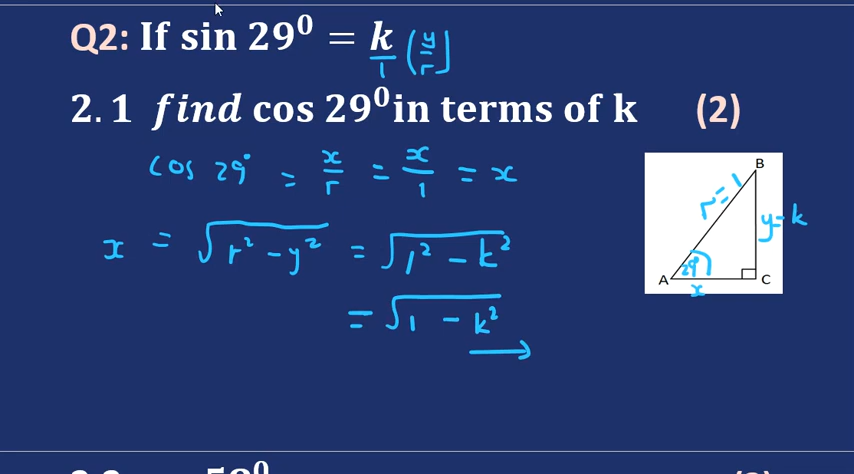 Q2: If sin 29⁰ = k/1 (y/r)
2.1 find cos 29⁰ in terms of k (2)
cos 29° = x/r = x/1 = x
x = √(r² - y²) = √(1² - k²)
= √(1 - k²)
B
r = 1
y = k
29°
A
C
x